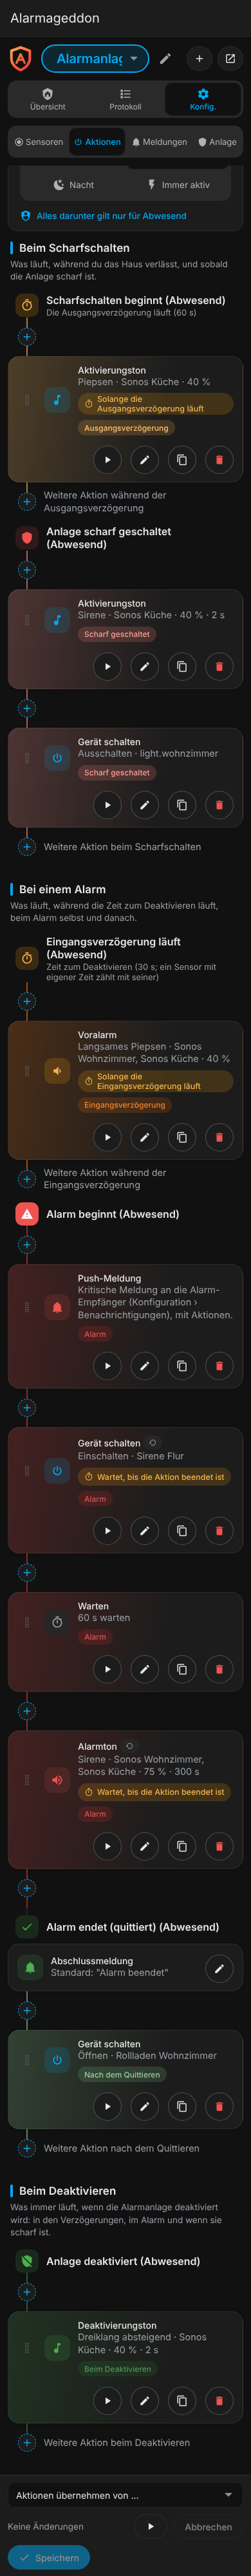 Alarmageddon
Alarmanlag
Übersicht
Protokoll
Konfig.
Sensoren
Aktionen
Meldungen
Anlage
Nacht
Immer aktiv
Alles darunter gilt nur für Abwesend
Beim Scharfschalten
Was läuft, während du das Haus verlässt, und sobald
die Anlage scharf ist.
Scharfschalten beginnt (Abwesend)
Die Ausgangsverzögerung läuft (60 s)
Aktivierungston
Piepsen · Sonos Küche · 40 %
Solange die
Ausgangsverzögerung läuft
Ausgangsverzögerung
Weitere Aktion während der
Ausgangsverzögerung
Anlage scharf geschaltet
(Abwesend)
Aktivierungston
Sirene · Sonos Küche · 40 % · 2 s
Scharf geschaltet
Gerät schalten
Ausschalten · light.wohnzimmer
Scharf geschaltet
Weitere Aktion beim Scharfschalten
Bei einem Alarm
Was läuft, während die Zeit zum Deaktivieren läuft,
beim Alarm selbst und danach.
Eingangsverzögerung läuft
(Abwesend)
Zeit zum Deaktivieren (30 s; ein Sensor mit
eigener Zeit zählt mit seiner)
Voralarm
Langsames Piepsen · Sonos
Wohnzimmer, Sonos Küche · 40 %
Solange die
Eingangsverzögerung läuft
Eingangsverzögerung
Weitere Aktion während der
Eingangsverzögerung
Alarm beginnt (Abwesend)
Push-Meldung
Kritische Meldung an die Alarm-
Empfänger (Konfiguration ›
Benachrichtigungen), mit Aktionen.
Alarm
Gerät schalten
Einschalten · Sirene Flur
Wartet, bis die Aktion beendet ist
Alarm
Warten
60 s warten
Alarm
Alarmton
Sirene · Sonos Wohnzimmer,
Sonos Küche · 75 % · 300 s
Wartet, bis die Aktion beendet ist
Alarm
Alarm endet (quittiert) (Abwesend)
Abschlussmeldung
Standard: "Alarm beendet"
Gerät schalten
Öffnen · Rollladen Wohnzimmer
Nach dem Quittieren
Weitere Aktion nach dem Quittieren
Beim Deaktivieren
Was immer läuft, wenn die Alarmanlage deaktiviert
wird: in den Verzögerungen, im Alarm und wenn sie
scharf ist.
Anlage deaktiviert (Abwesend)
Deaktivierungston
Dreiklang absteigend · Sonos
Küche · 40 % · 2 s
Beim Deaktivieren
Weitere Aktion beim Deaktivieren
Aktionen übernehmen von ...
Keine Änderungen
Abbrechen
Speichern